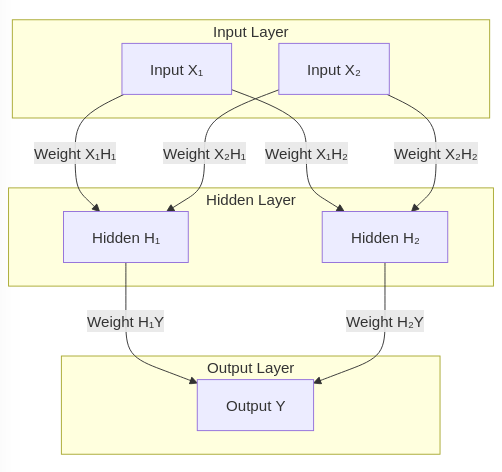 Input Layer
Input X₁
Input X₂
Weight X₁H₁
Weight X₂H₁
Weight X₁H₂
Weight X₂H₂
Hidden Layer
Hidden H₁
Hidden H₂
Weight H₁Y
Weight H₂Y
Output Layer
Output Y